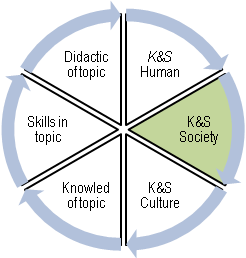 Didactic
of topic
K&S
Human
K&S
Society
K&S
Culture
Knowled
of topic
Skills in
topic